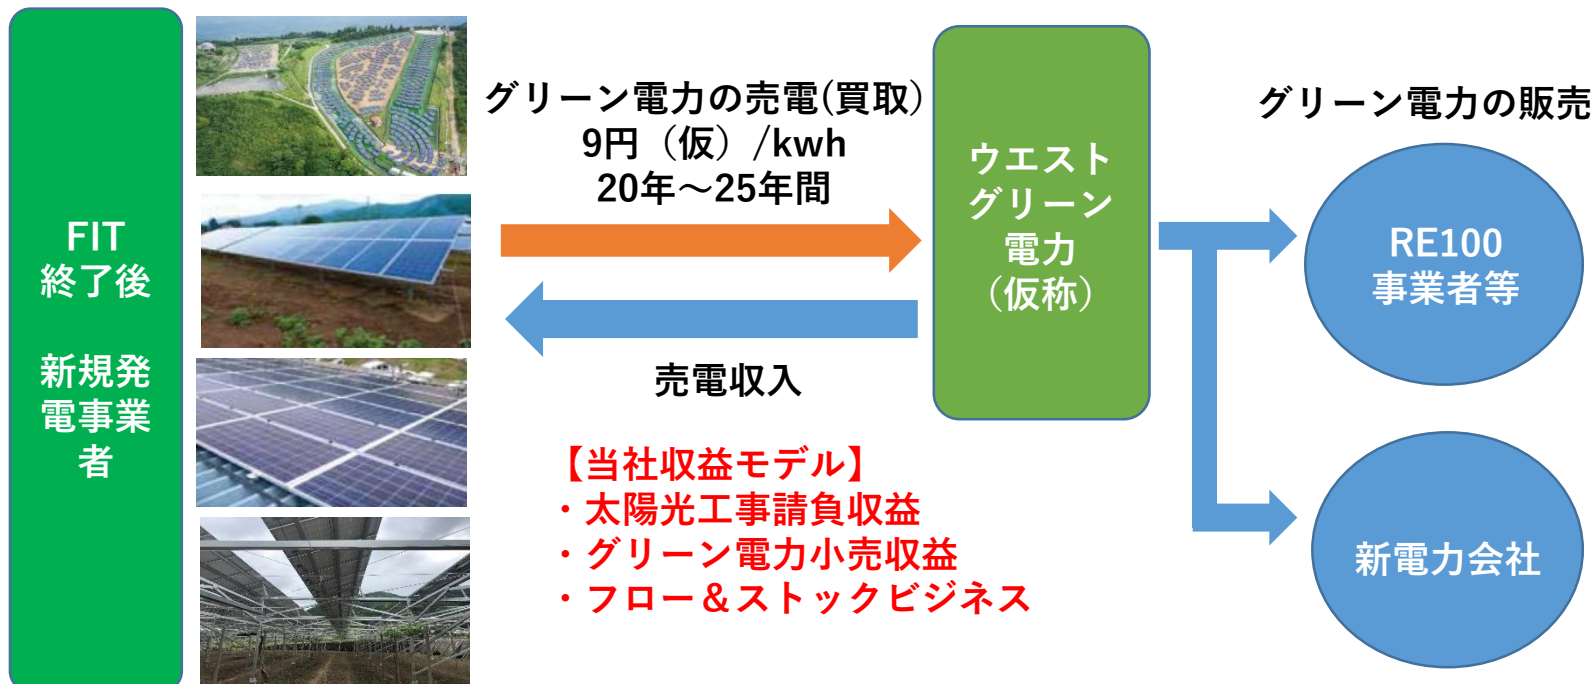 FIT
終了後
新規発
電事業
者
グリーン電力の売電(買取)
9円（仮）/kwh
20年～25年間
売電収入
【当社収益モデル】
・太陽光工事請負収益
・グリーン電力小売収益
・フロー＆ストックビジネス
ウエスト
グリーン
電力
（仮称）
グリーン電力の販売
RE100
事業者等
新電力会社